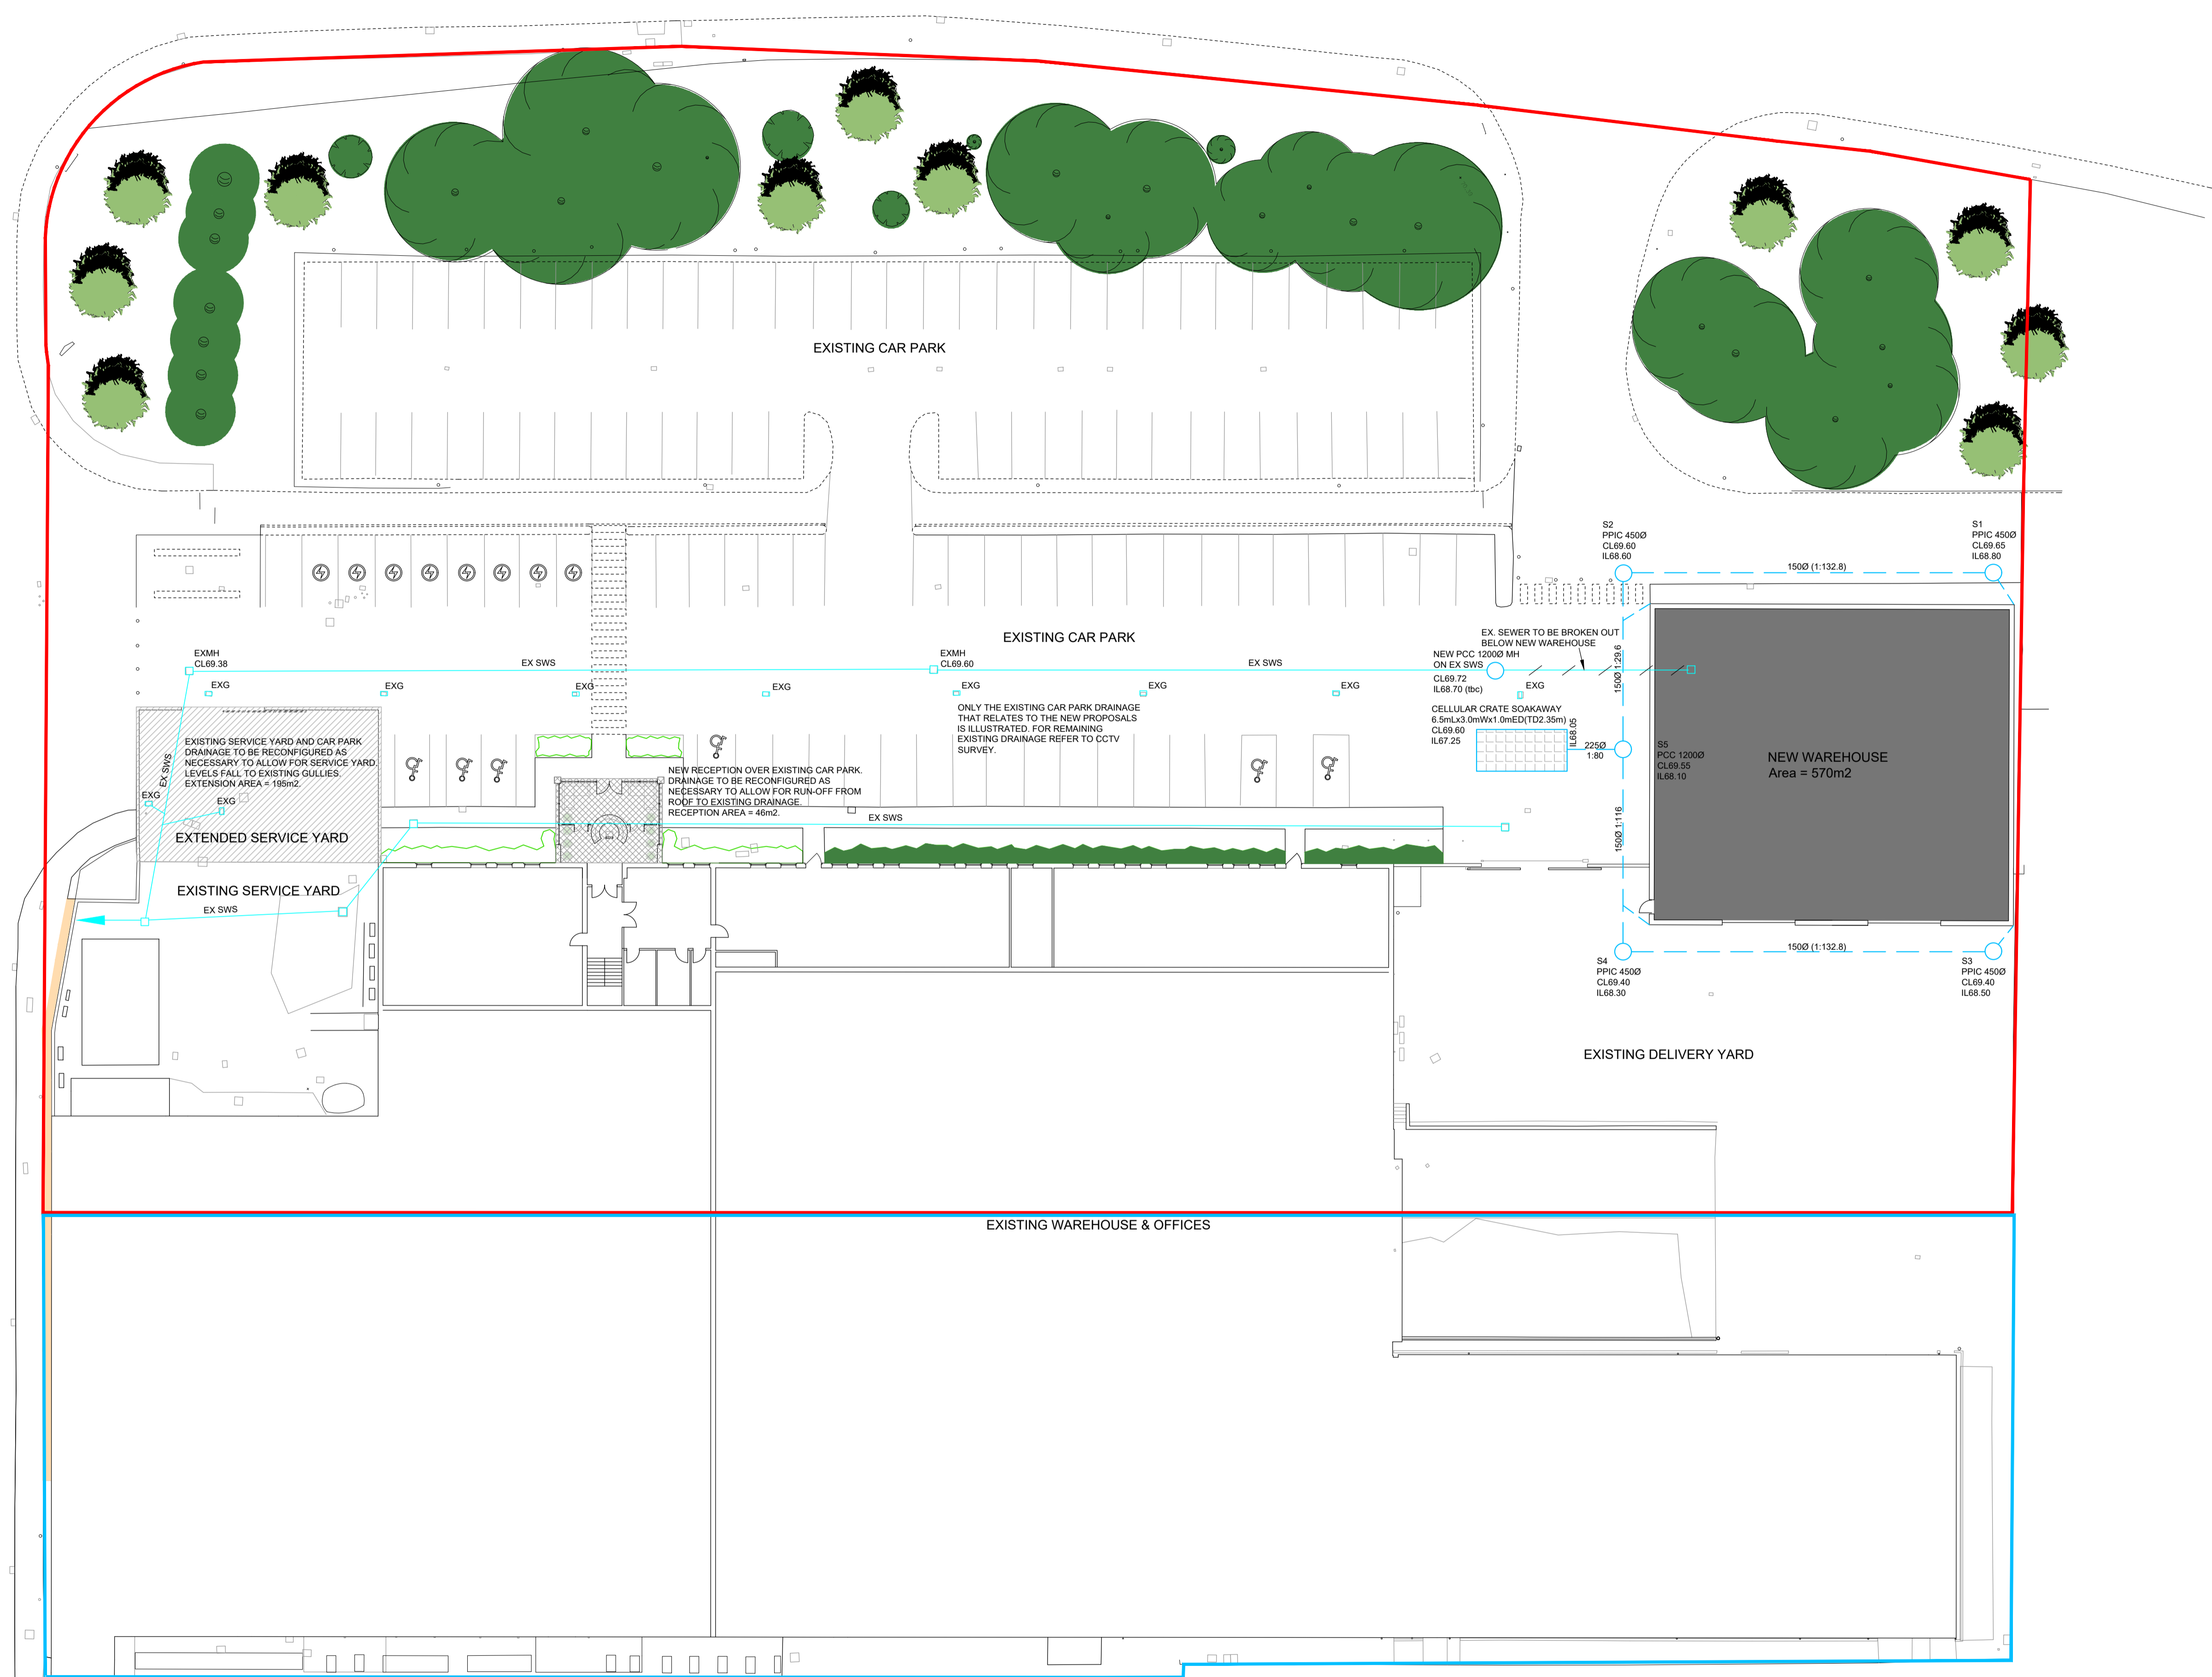 EXISTING CAR PARK
S2
PPIC 450Ø
CL69.60
IL68.60
S1
PPIC 450Ø
CL69.65
IL68.80
150Ø (1:132.8)
EXISTING CAR PARK
EX. SEWER TO BE BROKEN OUT
BELOW NEW WAREHOUSE
EXMH
CL69.38
EX SWS
EXMH
CL69.60
EX SWS
NEW PCC 1200Ø MH
ON EX SWS
CL69.72
IL68.70 (tbc)
150Ø 1:29.6
EXG
EXG
EXG
EXG
EXG
EXG
EXG
EXG
ONLY THE EXISTING CAR PARK DRAINAGE
THAT RELATES TO THE NEW PROPOSALS
IS ILLUSTRATED. FOR REMAINING
EXISTING DRAINAGE REFER TO CCTV
SURVEY.
CELLULAR CRATE SOAKAWAY
6.5mLx3.0mWx1.0mED(TD2.35m)
CL69.60
IL67.25
IL68.05
225Ø
1:80
S5
PCC 1200Ø
CL69.55
IL68.10
NEW WAREHOUSE
Area = 570m2
EXISTING SERVICE YARD AND CAR PARK
DRAINAGE TO BE RECONFIGURED AS
NECESSARY TO ALLOW FOR SERVICE YARD.
LEVELS FALL TO EXISTING GULLIES.
EXTENSION AREA = 195m2.
EX SWS
EXG
EXG
NEW RECEPTION OVER EXISTING CAR PARK.
DRAINAGE TO BE RECONFIGURED AS
NECESSARY TO ALLOW FOR RUN-OFF FROM
ROOF TO EXISTING DRAINAGE.
RECEPTION AREA = 46m2.
EX SWS
150Ø 1:116
EXTENDED SERVICE YARD
EXISTING SERVICE YARD
EX SWS
150Ø (1:132.8)
S4
PPIC 450Ø
CL69.40
IL68.30
S3
PPIC 450Ø
CL69.40
IL68.50
EXISTING DELIVERY YARD
EXISTING WAREHOUSE & OFFICES